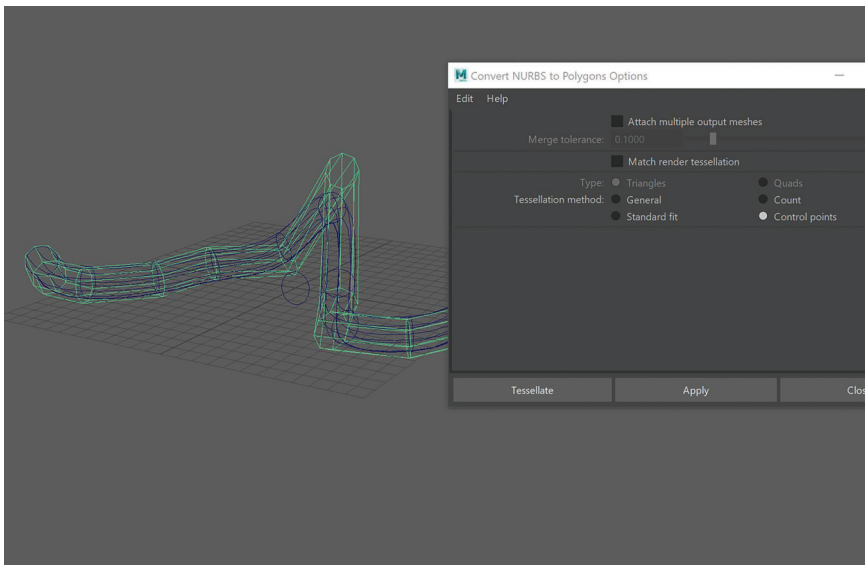 Convert NURBS to Polygons Options
Edit Help
Attach multiple output meshes
Merge tolerance: 0.1000
Match render tessellation
Type: Triangles Quads
Tessellation method: General Count
Standard fit Control points
Tessellate Apply Clos